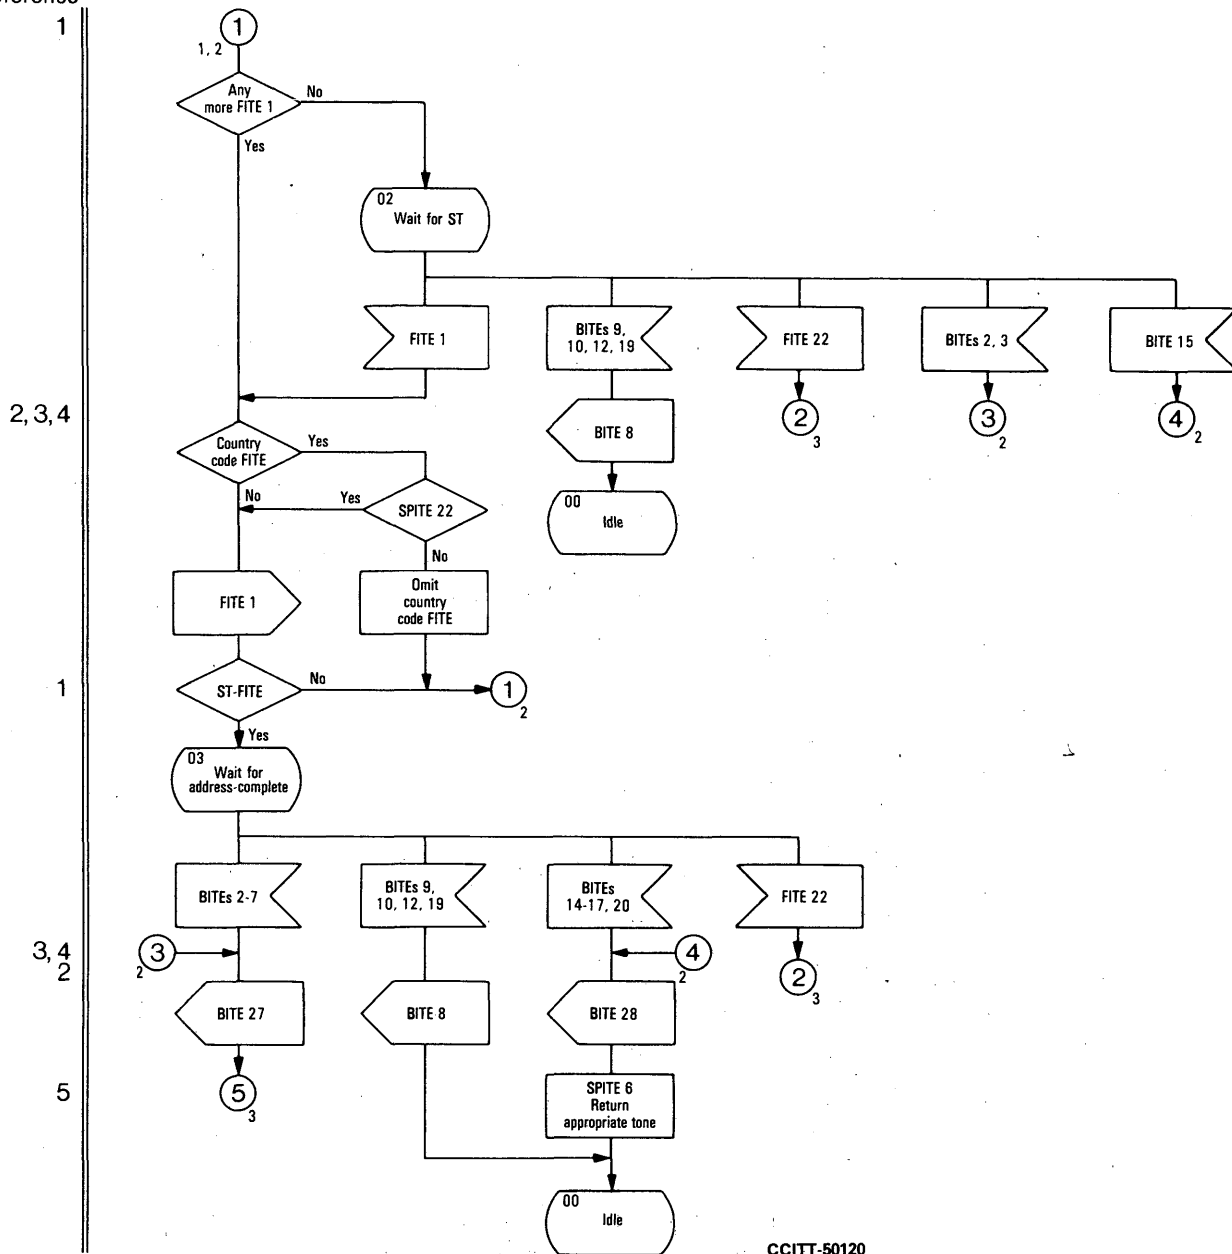 1
1
1, 2
Any
more FITE 1
No
Yes
02
Wait for ST
FITE 1
BITEs 9,
10, 12, 19
FITE 22
BITEs 2, 3
BITE 15
2, 3, 4
BITE 8
2
3
3
2
4
2
Country
code FITE
Yes
No
Yes
SPITE 22
No
00
Idle
FITE 1
Omit
country
code FITE
1
ST-FITE
No
1
2
Yes
03
Wait for
address-complete
BITEs 2-7
BITEs 9,
10, 12, 19
BITEs
14-17, 20
FITE 22
3, 4
2
3
2
4
2
2
3
BITE 27
BITE 8
BITE 28
5
5
3
SPITE 6
Return
appropriate tone
00
Idle
CCITT-50120